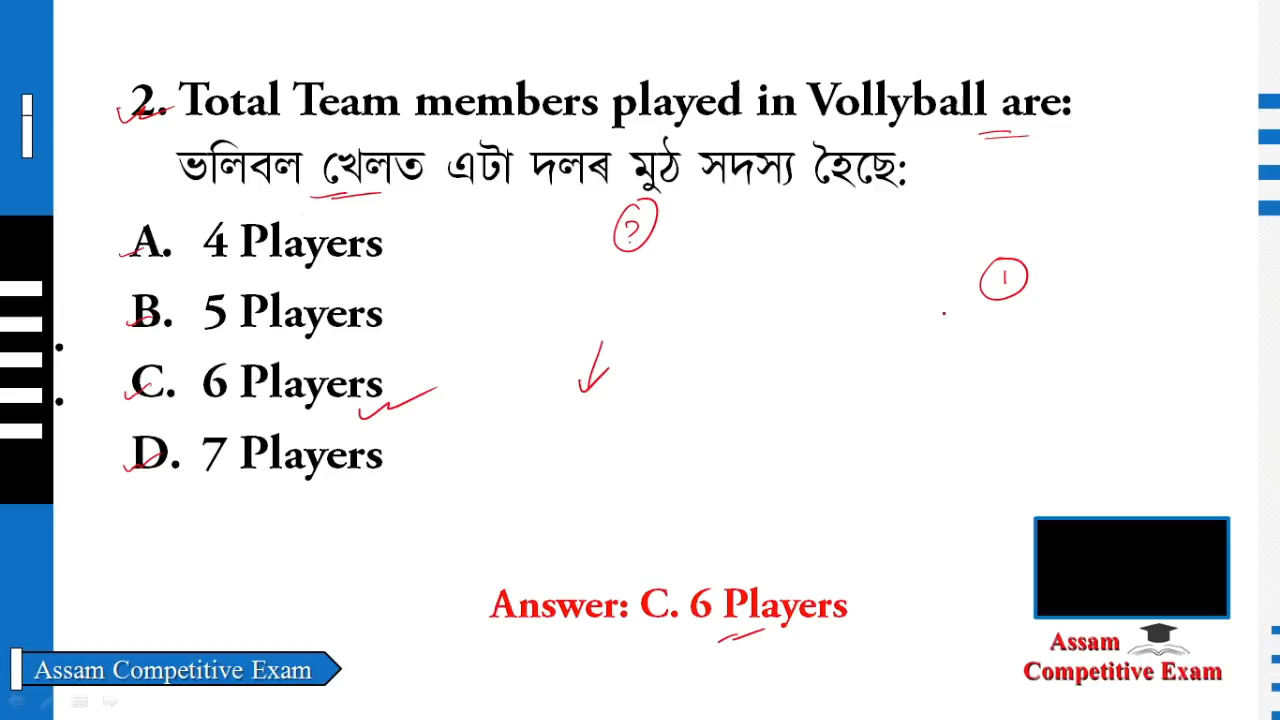 2. Total Team members played in Vollyball are:
ভলিবল খেলত এটা দলৰ মুঠ সদস্য হৈছে:
?
A. 4 Players
1
B. 5 Players
C. 6 Players
D. 7 Players
Answer: C. 6 Players
Assam
Competitive Exam
Assam Competitive Exam